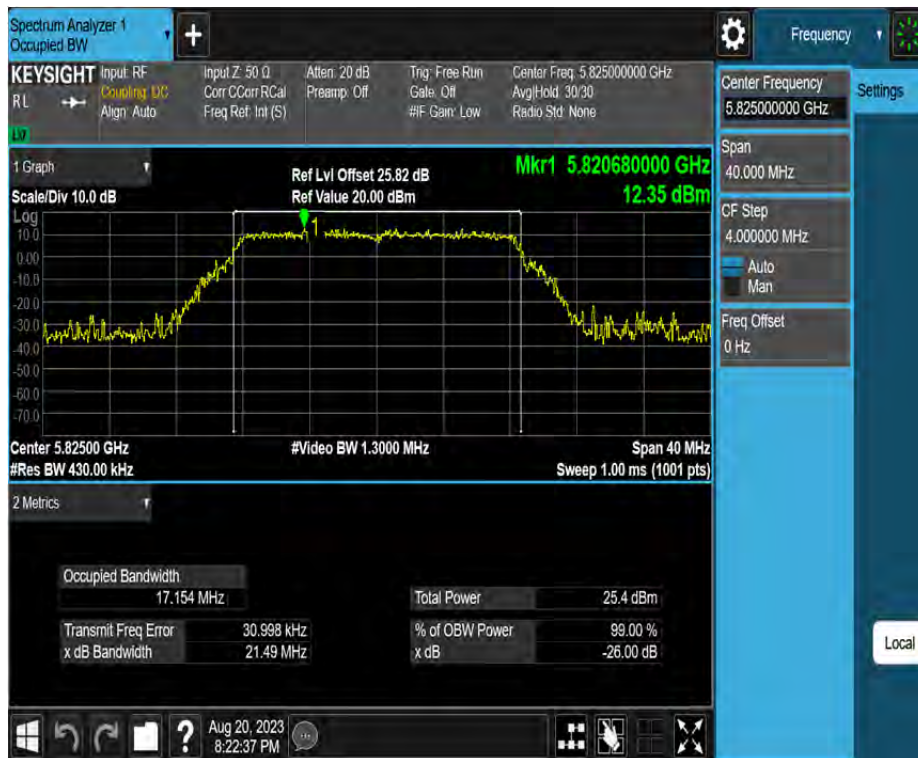 Spectrum Analyzer 1
Occupied BW
+
Frequency
KEYSIGHT
RL
Input: RF
Coupling: DC
Align: Auto
Input Z: 50 Ω
Corr CCorr RCal
Freq Ref: Int (S)
Atten: 20 dB
Preamp: Off
Trig: Free Run
Gate: Off
#IF Gain: Low
Center Freq: 5.825000000 GHz
Avg|Hold: 30/30
Radio Std: None
Center Frequency
5.825000000 GHz
Settings
Span
40.000 MHz
CF Step
4.000000 MHz
Auto
Man
Freq Offset
0 Hz
1 Graph
Scale/Div 10.0 dB
Ref Lvl Offset 25.82 dB
Ref Value 20.00 dBm
Mkr1 5.820680000 GHz
12.35 dBm
Log
10.0
0.00
-10.0
-20.0
-30.0
-40.0
-50.0
-60.0
-70.0
1
Center 5.82500 GHz
#Video BW 1.3000 MHz
Span 40 MHz
#Res BW 430.00 kHz
Sweep 1.00 ms (1001 pts)
2 Metrics
Occupied Bandwidth
17.154 MHz
Total Power 25.4 dBm
Transmit Freq Error 30.998 kHz
% of OBW Power 99.00 %
x dB Bandwidth 21.49 MHz
x dB -26.00 dB
Local
?
Aug 20, 2023
8:22:37 PM